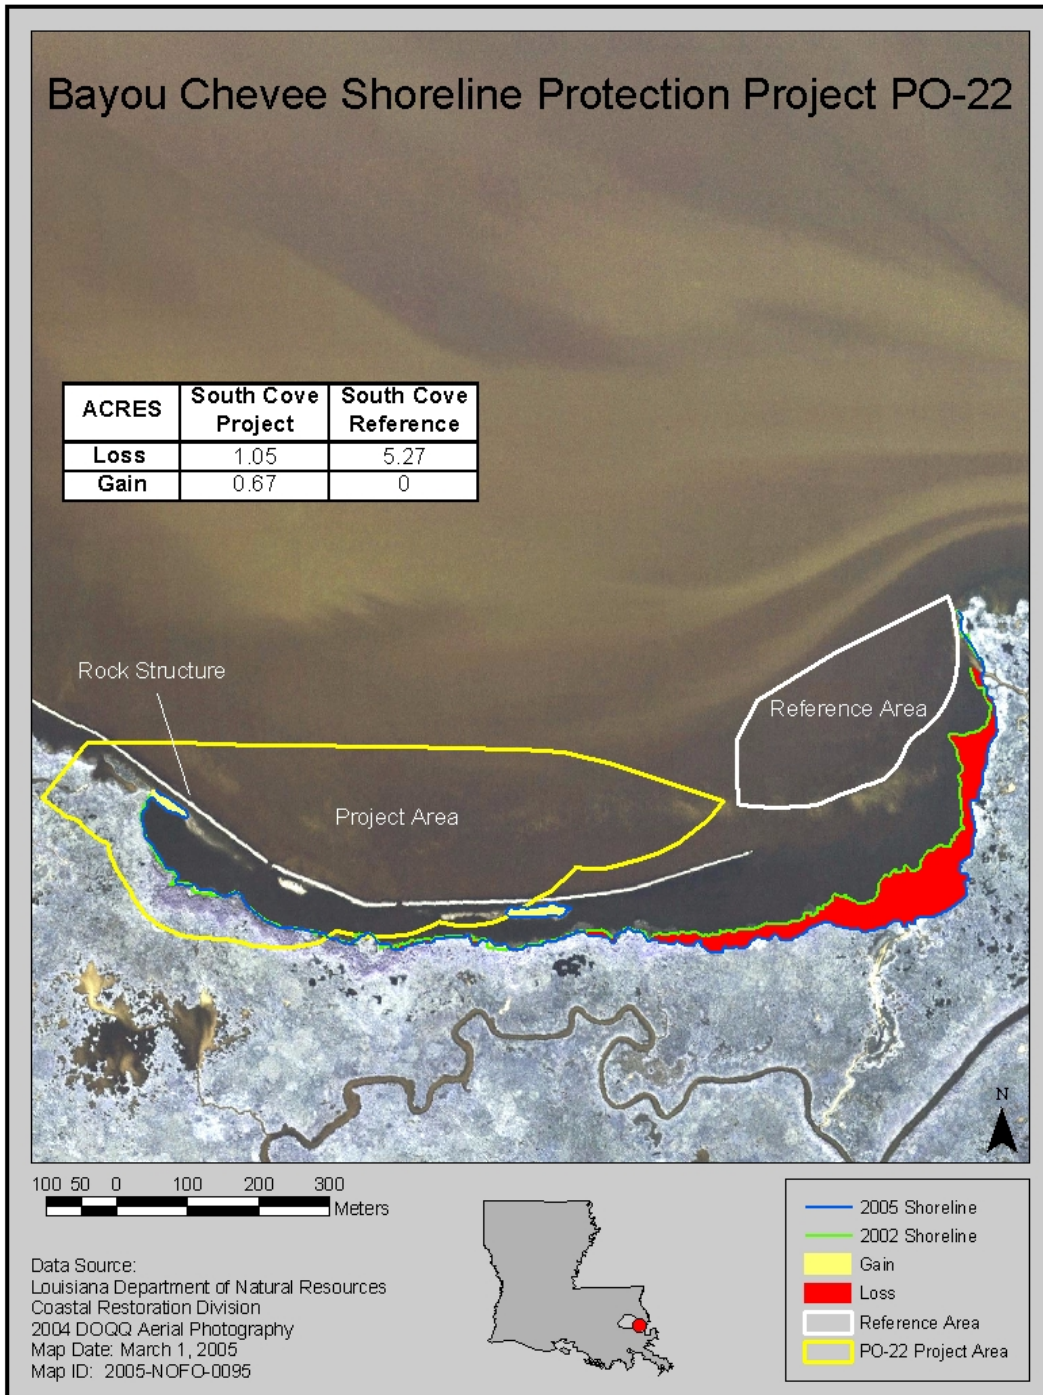 Bayou Chevee Shoreline Protection Project PO-22
ACRES South Cove Project South Cove Reference
Loss 1.05 5.27
Gain 0.67 0
Rock Structure
Reference Area
Project Area
N
100 50 0 100 200 300
Meters
Data Source:
Louisiana Department of Natural Resources
Coastal Restoration Division
2004 DOQQ Aerial Photography
Map Date: March 1, 2005
Map ID: 2005-NOFO-0095
2005 Shoreline
2002 Shoreline
Gain
Loss
Reference Area
PO-22 Project Area